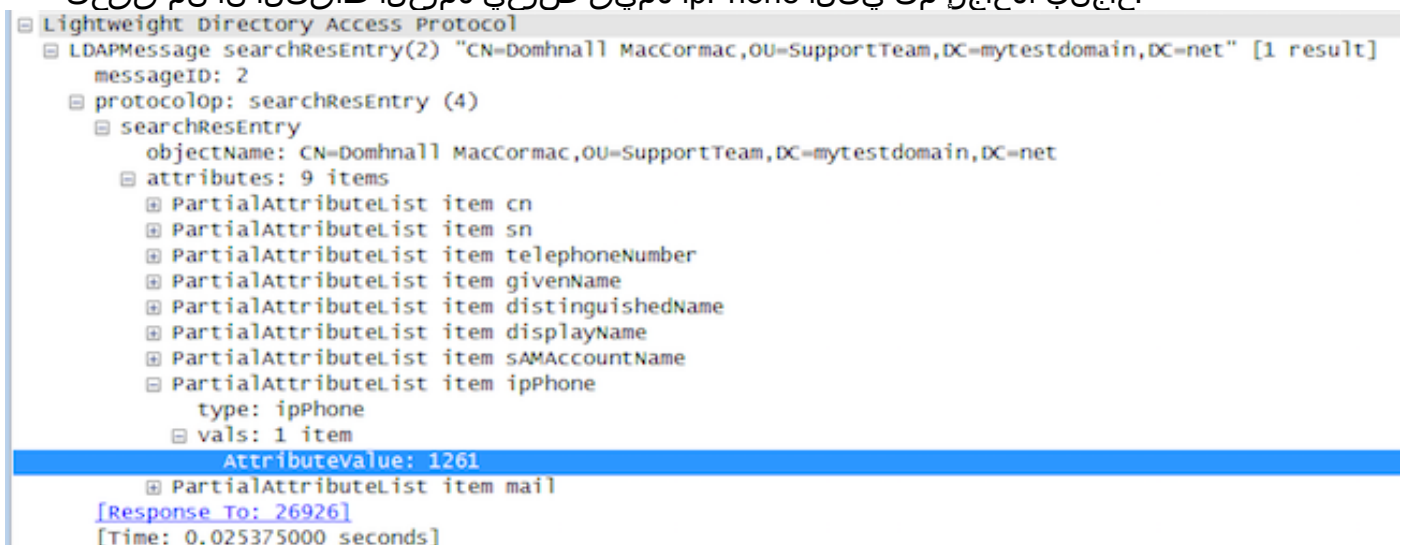 ipPhone
Lightweight Directory Access Protocol
LDAPMessage searchResEntry(2) "CN=Domhnall MacCormac,OU=SupportTeam,DC=mytestdomain,DC=net" [1 result]
messageID: 2
protocolOp: searchResEntry (4)
searchResEntry
objectName: CN=Domhnall MacCormac,OU=SupportTeam,DC=mytestdomain,DC=net
attributes: 9 items
PartialAttributeList item cn
PartialAttributeList item sn
PartialAttributeList item telephoneNumber
PartialAttributeList item givenName
PartialAttributeList item distinguishedName
PartialAttributeList item displayName
PartialAttributeList item sAMAccountName
PartialAttributeList item ipPhone
type: ipPhone
vals: 1 item
AttributeValue: 1261
PartialAttributeList item mail
[Response To: 26926]
[Time: 0.025375000 seconds]